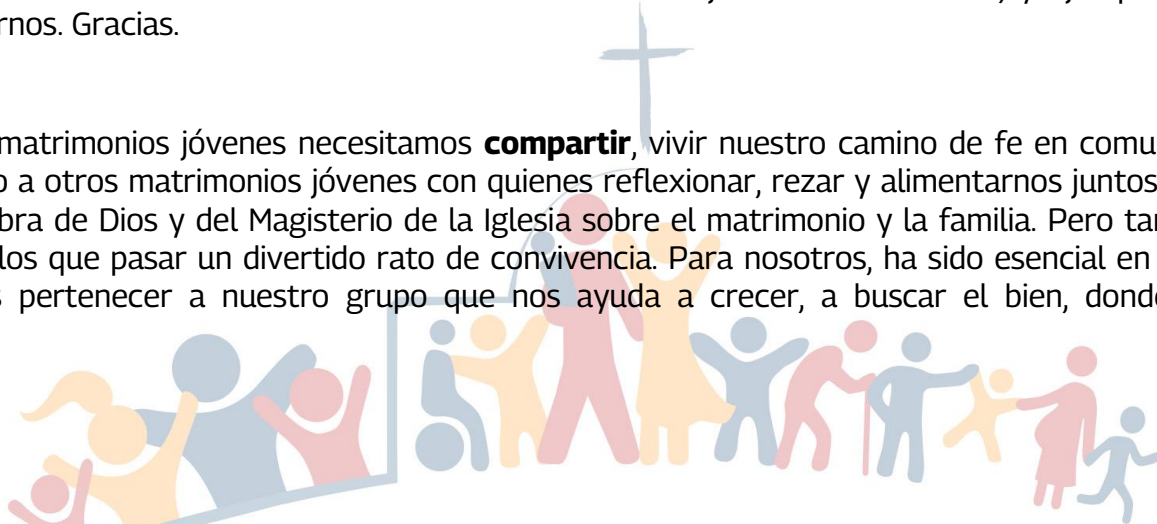 rnos. Gracias.
matrimonios jóvenes necesitamos compartir, vivir nuestro camino de fe en comu
o a otros matrimonios jóvenes con quienes reflexionar, rezar y alimentarnos juntos
bra de Dios y del Magisterio de la Iglesia sobre el matrimonio y la familia. Pero tar
los que pasar un divertido rato de convivencia. Para nosotros, ha sido esencial en
s pertenecer a nuestro grupo que nos ayuda a crecer, a buscar el bien, dond